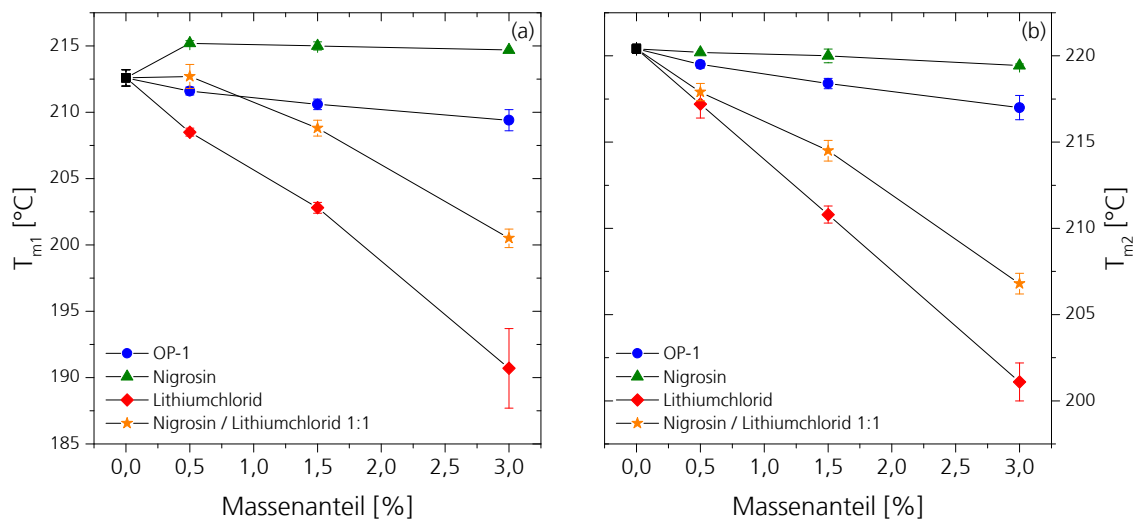 (a)
215
210
205
200
195
190
185
T_m1 [°C]
OP-1
Nigrosin
Lithiumchlorid
Nigrosin / Lithiumchlorid 1:1
0,0 0,5 1,0 1,5 2,0 2,5 3,0
Massenanteil [%]
(b)
220
215
210
205
200
T_m2 [°C]
OP-1
Nigrosin
Lithiumchlorid
Nigrosin / Lithiumchlorid 1:1
0,0 0,5 1,0 1,5 2,0 2,5 3,0
Massenanteil [%]